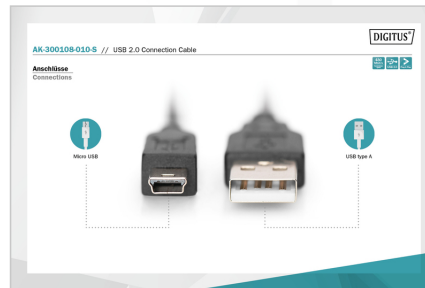 DIGITUS®
AK-300108-010-S // USB 2.0 Connection Cable
Anschlüsse
Connections
Micro USB
USB type A